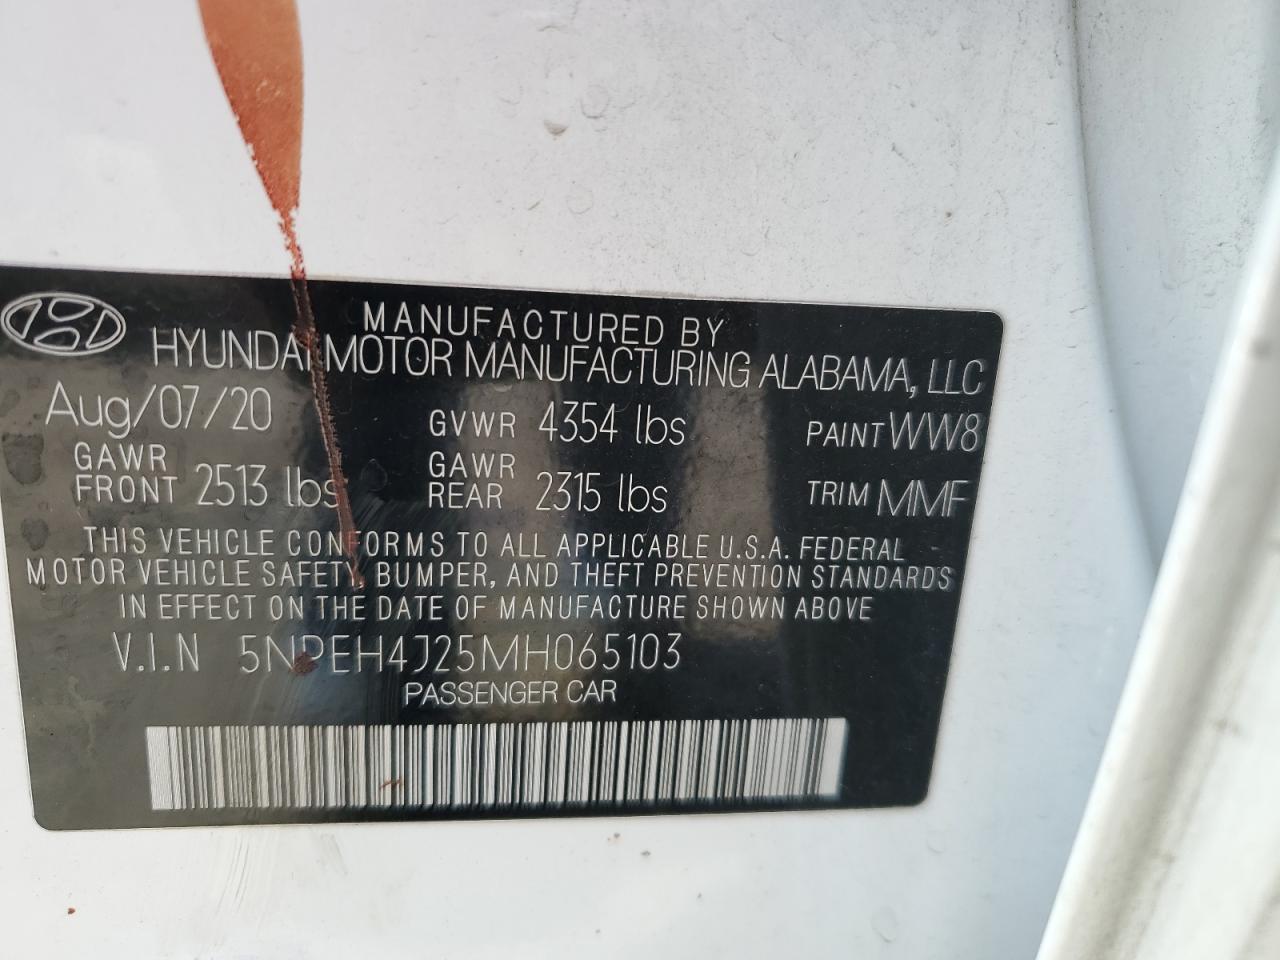 MANUFACTURED BY
HYUNDAI MOTOR MANUFACTURING ALABAMA, LLC
Aug/07/20 GVWR 4354 lbs PAINT WW8
GAWR FRONT 2513 lbs GAWR REAR 2315 lbs TRIM MMF
THIS VEHICLE CONFORMS TO ALL APPLICABLE U.S.A. FEDERAL
MOTOR VEHICLE SAFETY, BUMPER, AND THEFT PREVENTION STANDARDS
IN EFFECT ON THE DATE OF MANUFACTURE SHOWN ABOVE
V.I.N 5NPEH4J25MH065103
PASSENGER CAR